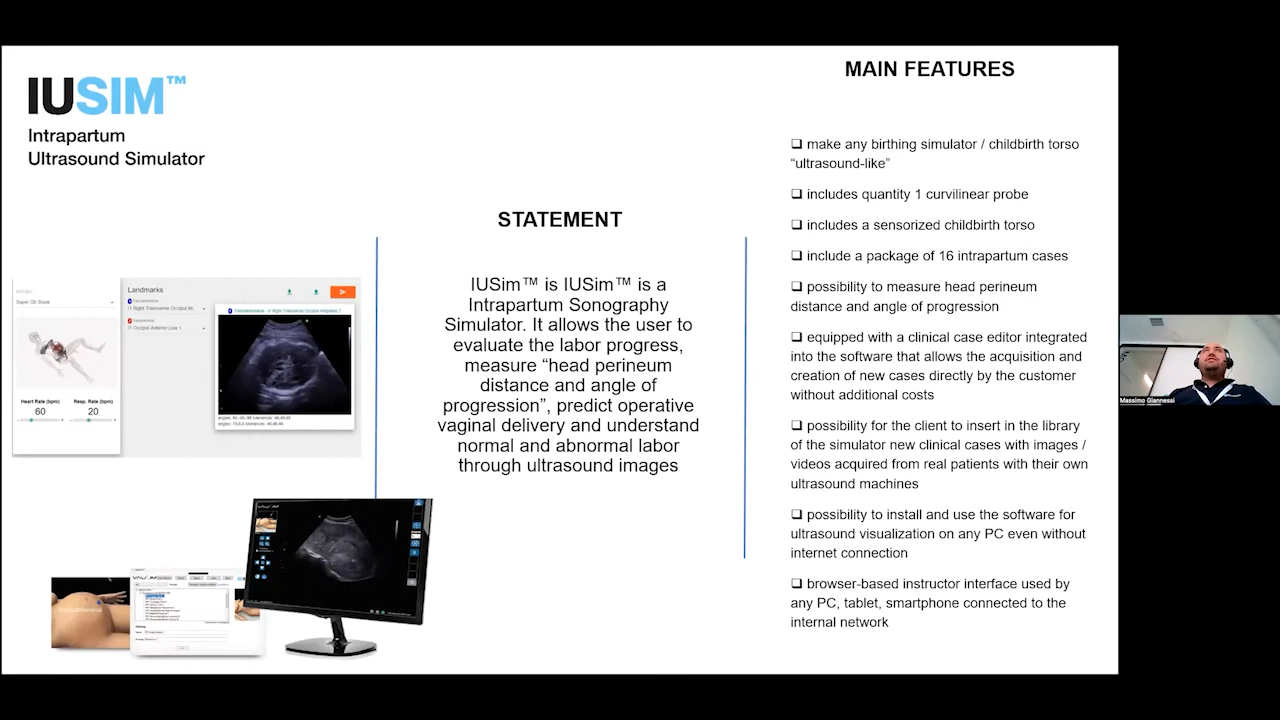 IUSIM™
Intrapartum
Ultrasound Simulator
Super Ob Susie
Heart Rate (bpm)
Resp. Rate (bpm)
60
20
Landmarks
STATEMENT
IUSim™ is IUSim™ is a
Intrapartum Sonography
Simulator. It allows the user to
evaluate the labor progress,
measure “head perineum
distance and angle of
progression”, predict operative
vaginal delivery and understand
normal and abnormal labor
through ultrasound images
MAIN FEATURES
❑ make any birthing simulator / childbirth torso
“ultrasound-like”
❑ includes quantity 1 curvilinear probe
❑ includes a sensorized childbirth torso
❑ include a package of 16 intrapartum cases
❑ possibility to measure head perineum
distance and angle of progression
❑ equipped with a clinical case editor integrated
into the software that allows the acquisition and
creation of new cases directly by the customer
without additional costs
❑ possibility for the client to insert in the library
of the simulator new clinical cases with images /
videos acquired from real patients with their own
ultrasound machines
❑ possibility to install and use the software for
ultrasound visualization on any PC even without
internet connection
❑ broadcast constructor interface used by
any PC, tablet, smartphone connected to the
internal network
Massimo Giannessi